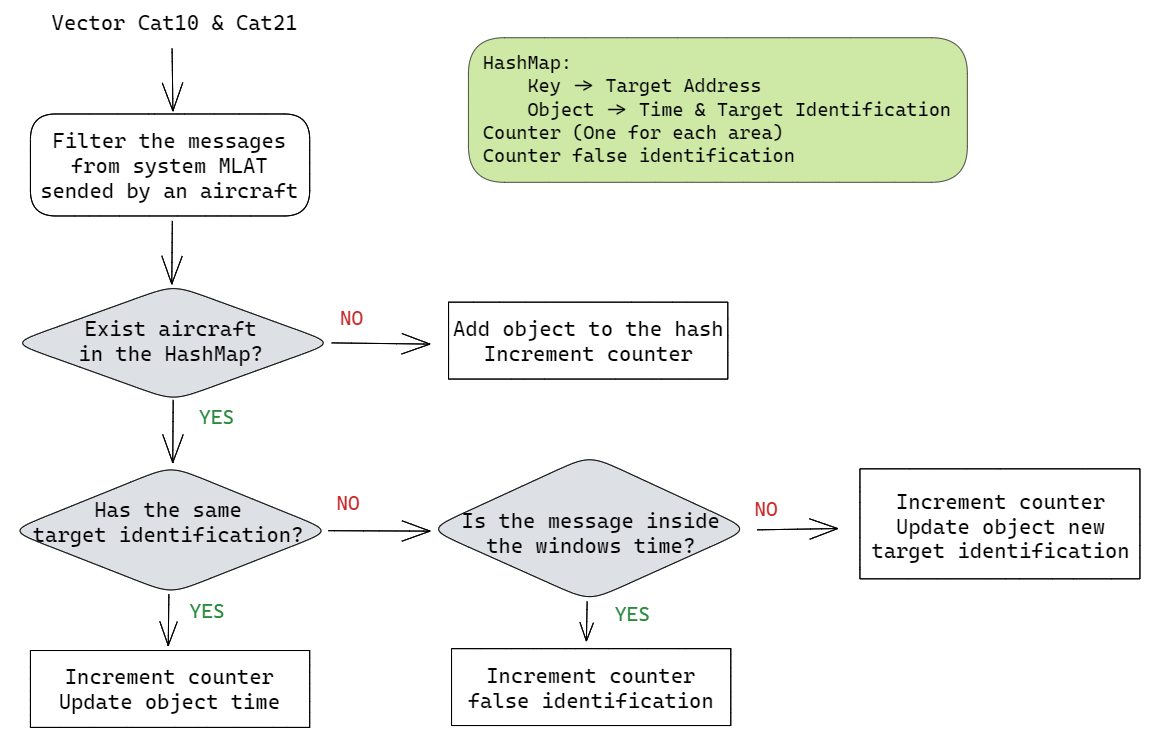 Vector Cat10 & Cat21
HashMap:
Key → Target Address
Object → Time & Target Identification
Counter (One for each area)
Counter false identification
Filter the messages
from system MLAT
sended by an aircraft
Exist aircraft
in the HashMap?
NO
Add object to the hash
Increment counter
YES
Has the same
target identification?
NO
Is the message inside
the windows time?
NO
Increment counter
Update object new
target identification
YES
Increment counter
Update object time
YES
Increment counter
false identification